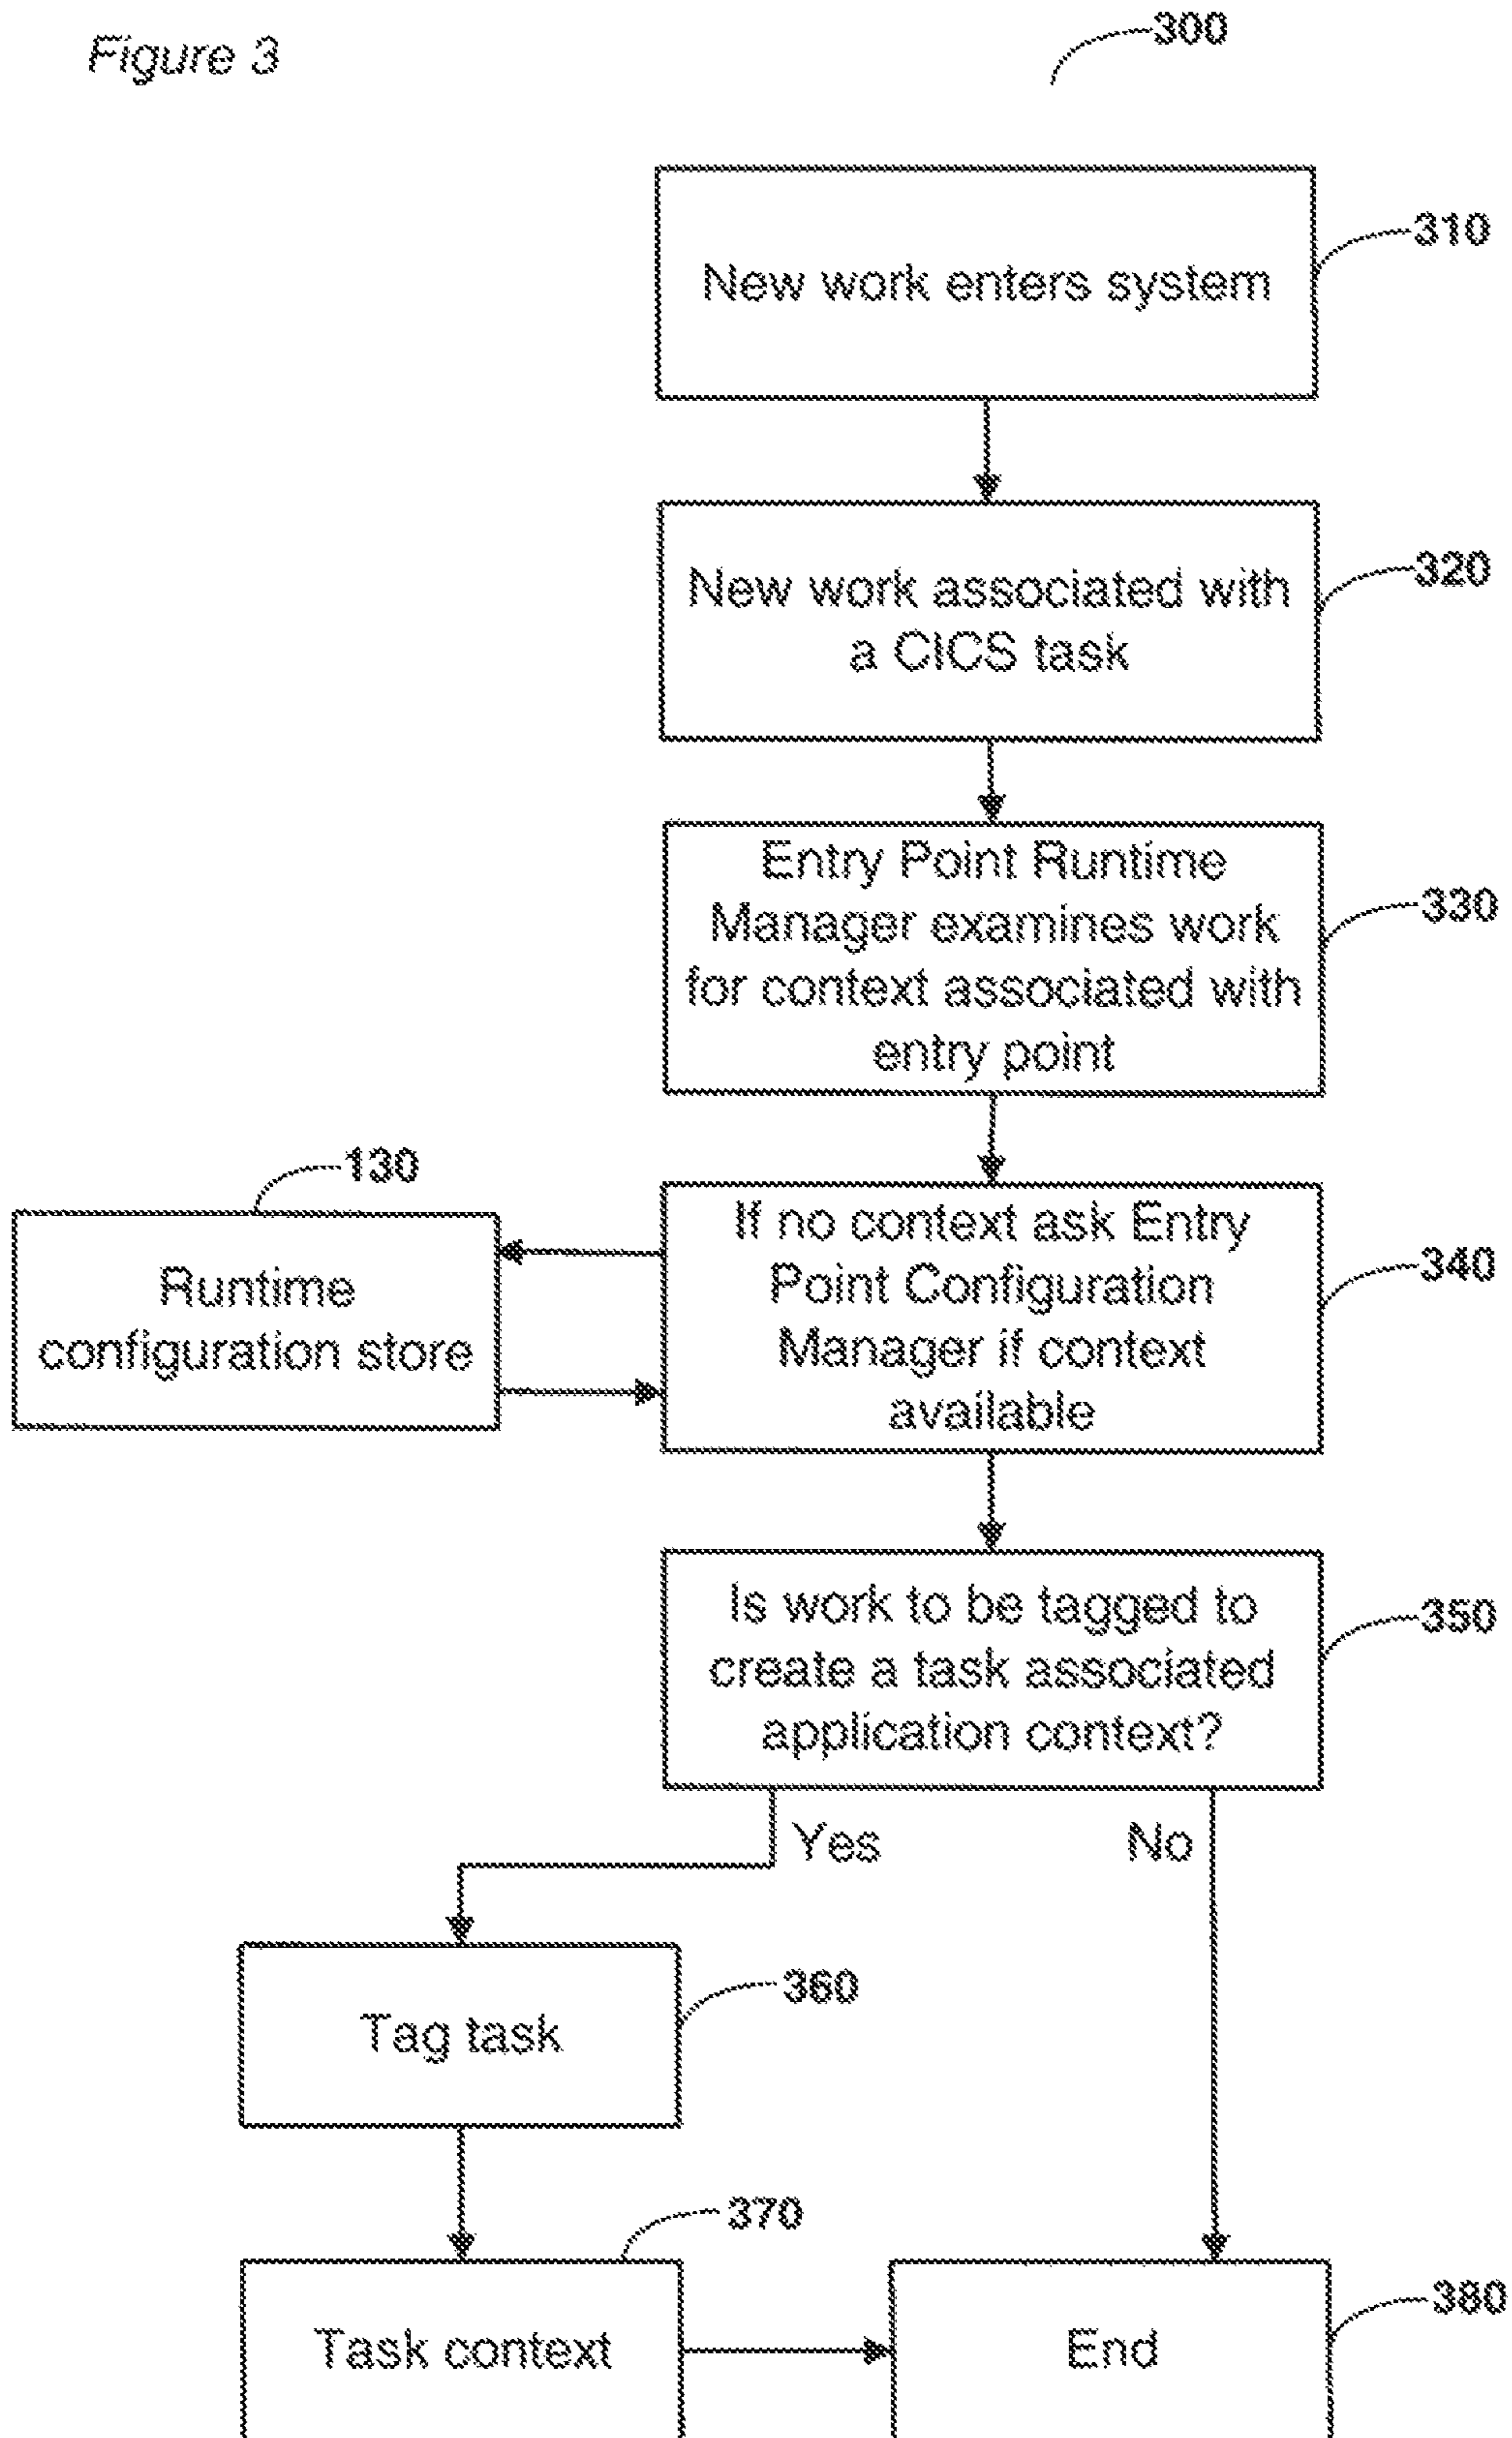 Figure 3
300
New work enters system
310
New work associated with
a CICS task
320
Entry Point Runtime
Manager examines work
for context associated with
entry point
330
130
Runtime
configuration store
If no context ask Entry
Point Configuration
Manager if context
available
340
Is work to be tagged to
create a task associated
application context?
350
Yes
No
Tag task
360
370
Task context
End
380